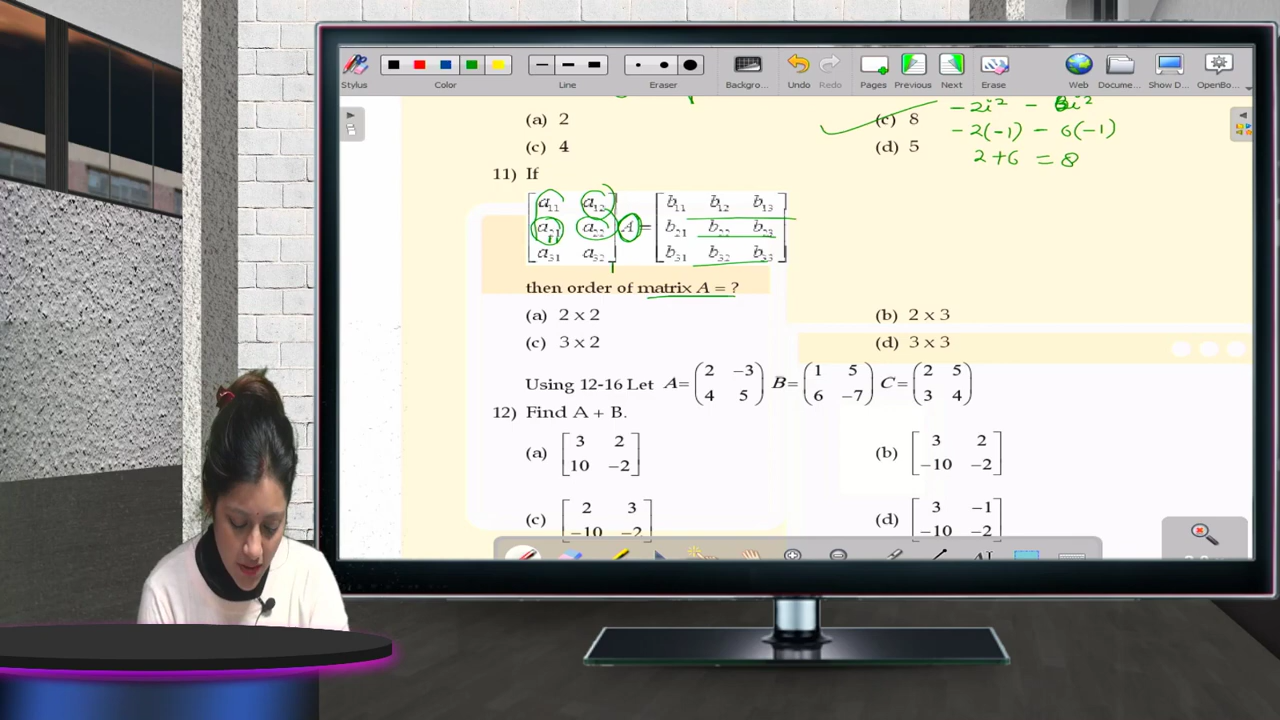 Stylus Color Line Eraser Backgro... Undo Redo Pages Previous Next Erase Web Docume... Show D... OpenBo...
(a) 2 (c) 8
(c) 4 (d) 5
-2(-1) - 6(-1)
2+6 = 8
11) If
[a11 a12] [b11 b12 b13]
[a21 a22] A = [b21 b22 b23]
[a31 a32] [b31 b32 b33]
then order of matrix A = ?
(a) 2 x 2 (b) 2 x 3
(c) 3 x 2 (d) 3 x 3
Using 12-16 Let A= (2 -3 B= (1 5 C= (2 5
4 5) 6 -7) 3 4)
12) Find A + B.
(a) [3 2 (b) [3 2
10 -2] -10 -2]
(c) [2 3 (d) [3 -1
-10 -2] -10 -2]